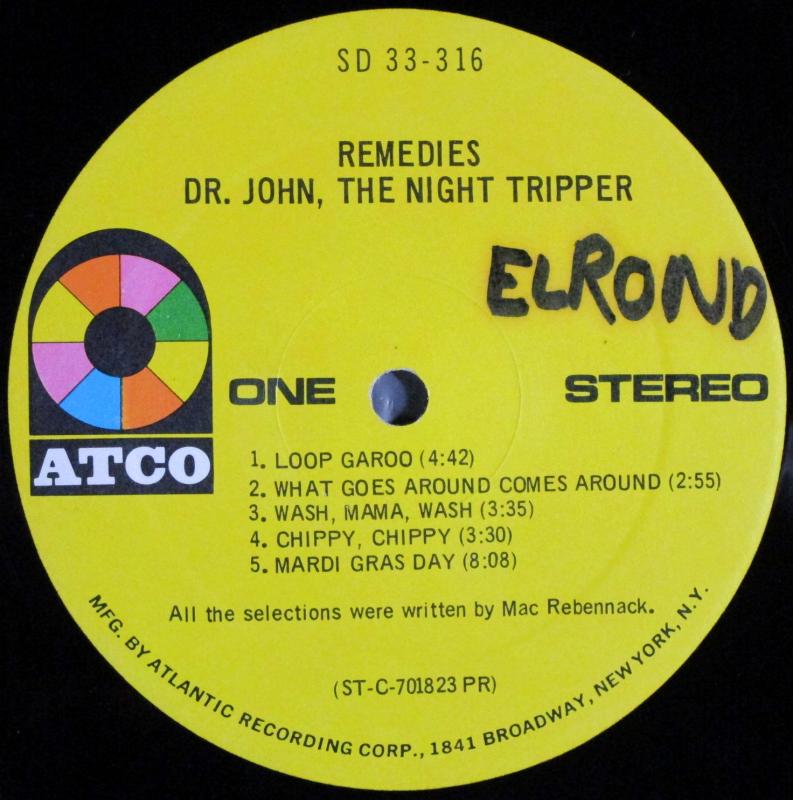 SD 33-316
REMEDIES
DR. JOHN, THE NIGHT TRIPPER
ELROND
ONE
STEREO
ATCO
1. LOOP GAROO (4:42)
2. WHAT GOES AROUND COMES AROUND (2:55)
3. WASH, MAMA, WASH (3:35)
4. CHIPPY, CHIPPY (3:30)
5. MARDI GRAS DAY (8:08)
All the selections were written by Mac Rebennack.
(ST-C-701823 PR)
MFG. BY ATLANTIC RECORDING CORP., 1841 BROADWAY, NEW YORK, N.Y.